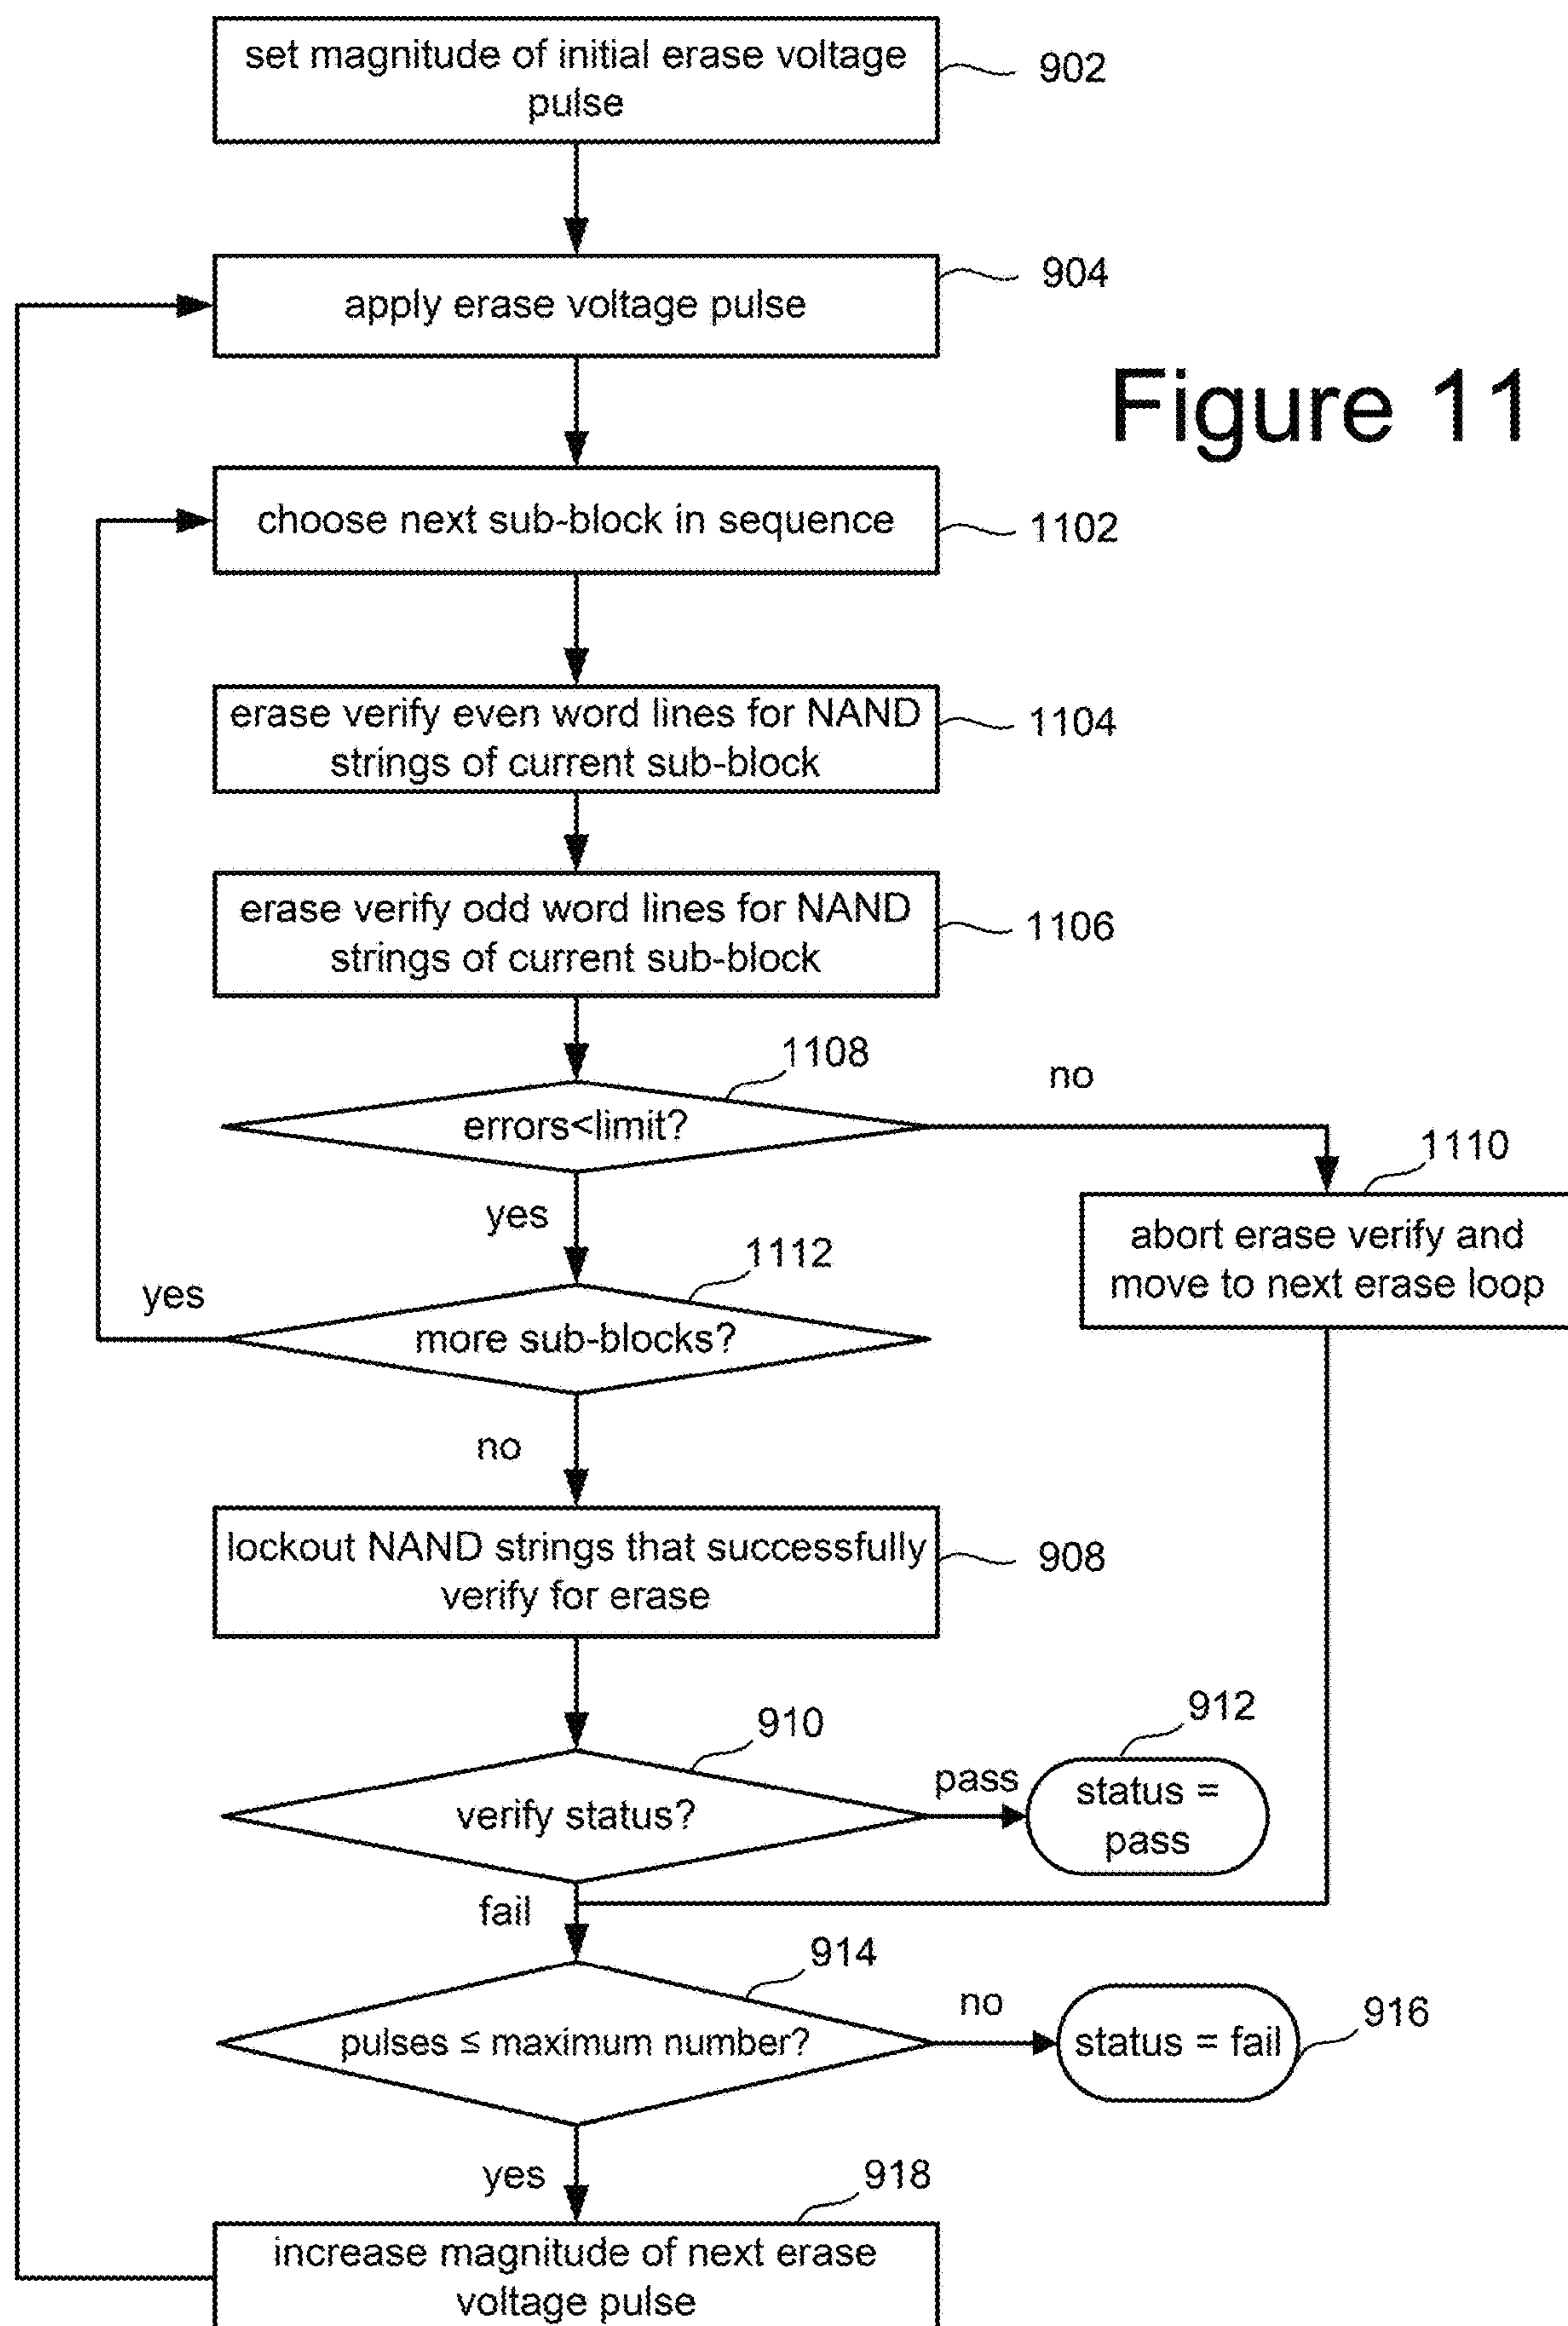 set magnitude of initial erase voltage
pulse
902
apply erase voltage pulse
904
Figure 11
choose next sub-block in sequence
1102
erase verify even word lines for NAND
strings of current sub-block
1104
erase verify odd word lines for NAND
strings of current sub-block
1106
1108
errors<limit?
no
1110
abort erase verify and
move to next erase loop
yes
1112
more sub-blocks?
yes
no
lockout NAND strings that successfully
verify for erase
908
910
verify status?
pass
912
status =
pass
fail
914
pulses ≤ maximum number?
no
status = fail
916
yes
918
increase magnitude of next erase
voltage pulse